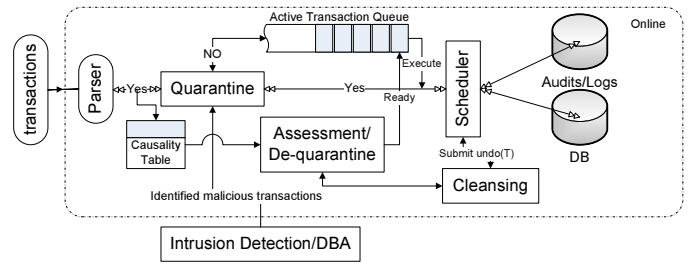 Active Transaction Queue
Online
transactions
Parser
Yes
NO
Quarantine
Yes
Execute
Ready
Scheduler
Audits/Logs
DB
Causality
Table
Assessment/
De-quarantine
Submit undo(T)
Cleansing
Identified malicious transactions
Intrusion Detection/DBA